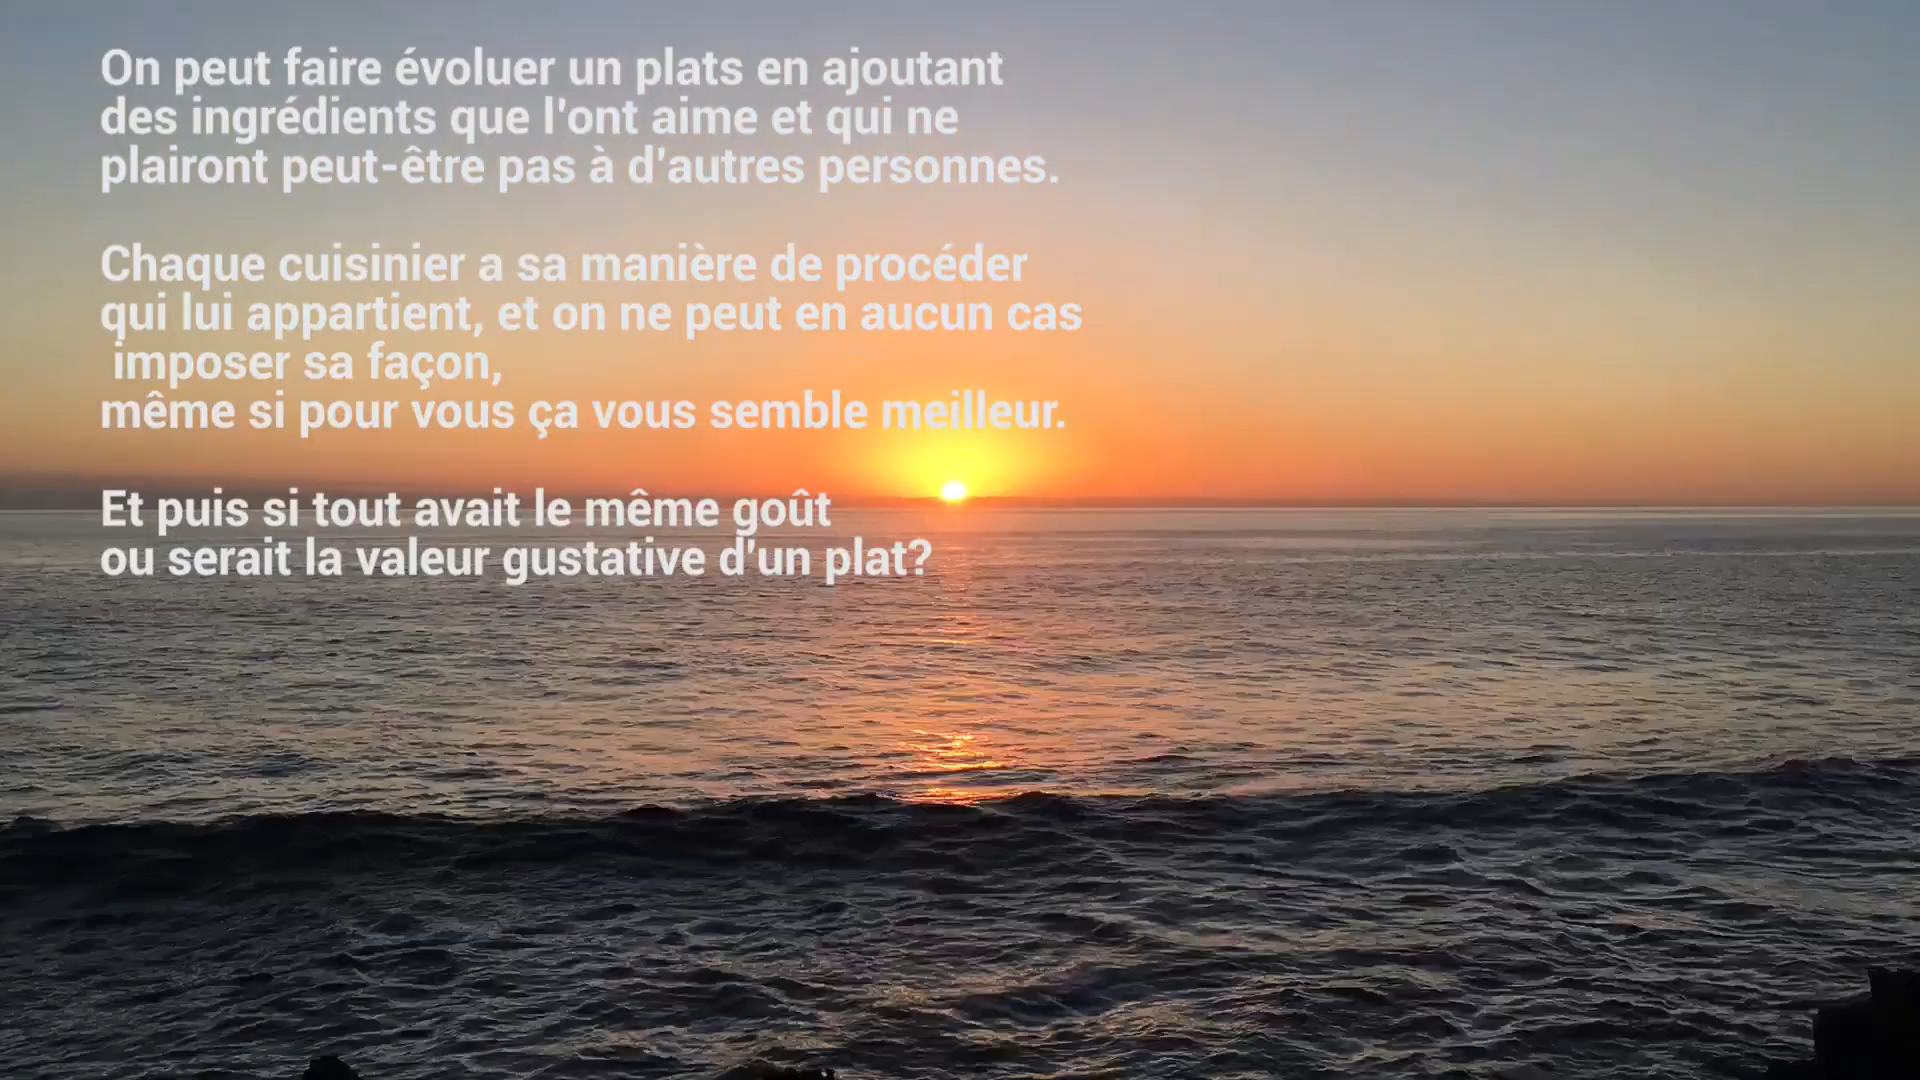 On peut faire évoluer un plats en ajoutant
des ingrédients que l'ont aime et qui ne
plairont peut-être pas à d'autres personnes.
Chaque cuisinier a sa manière de procéder
qui lui appartient, et on ne peut en aucun cas
imposer sa façon,
même si pour vous ça vous semble meilleur.
Et puis si tout avait le même goût
ou serait la valeur gustative d'un plat?